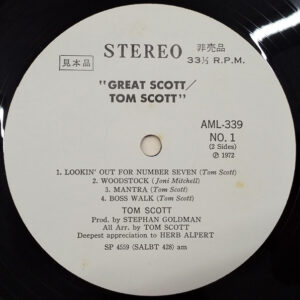 STEREO
見本品
非売品
33⅓ R.P.M.
"GREAT SCOTT/
TOM SCOTT"
AML-339
NO. 1
(2 Sides)
Ⓟ 1972
1. LOOKIN' OUT FOR NUMBER SEVEN (Tom Scott)
2. WOODSTOCK (Joni Mitchell)
3. MANTRA (Tom Scott)
4. BOSS WALK (Tom Scott)
TOM SCOTT
Prod. by STEPHAN GOLDMAN
All Arr. by TOM SCOTT
Deepest appreciation to HERB ALPERT
SP 4559 (SALBT 428) am